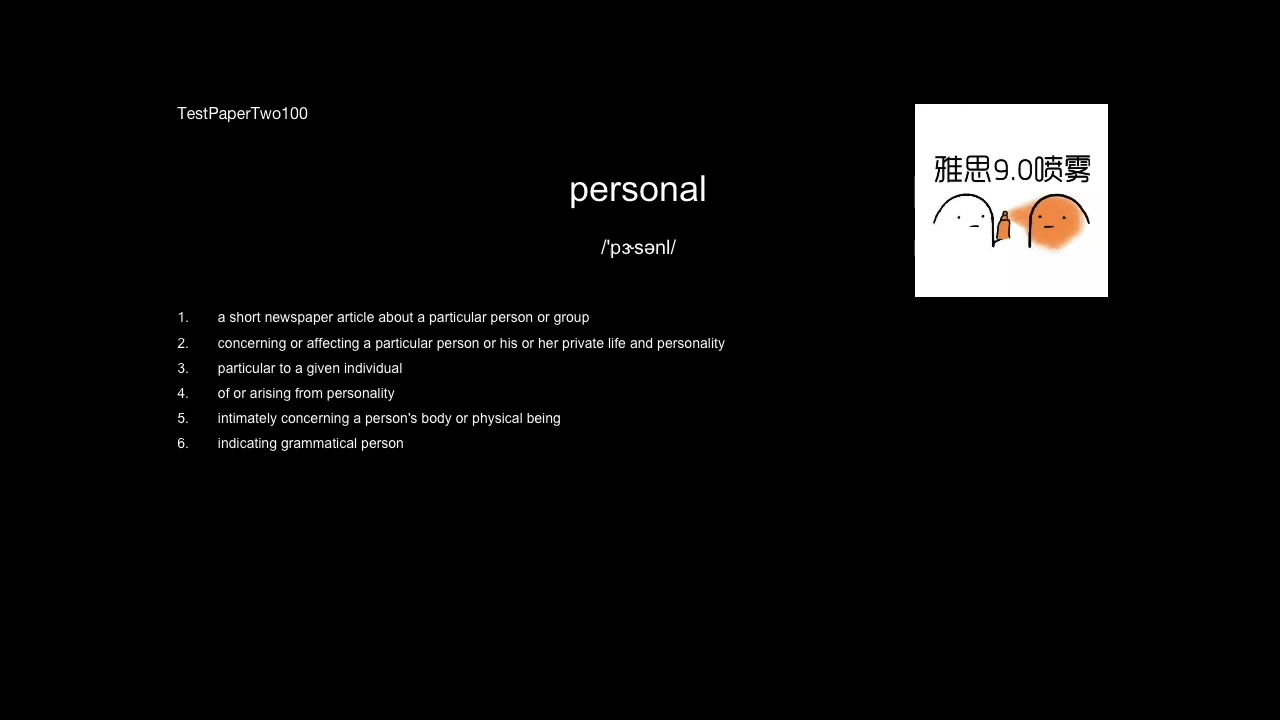 TestPaperTwo100
雅思9.0喷雾
personal
/'pɝsənl/
1. a short newspaper article about a particular person or group
2. concerning or affecting a particular person or his or her private life and personality
3. particular to a given individual
4. of or arising from personality
5. intimately concerning a person's body or physical being
6. indicating grammatical person